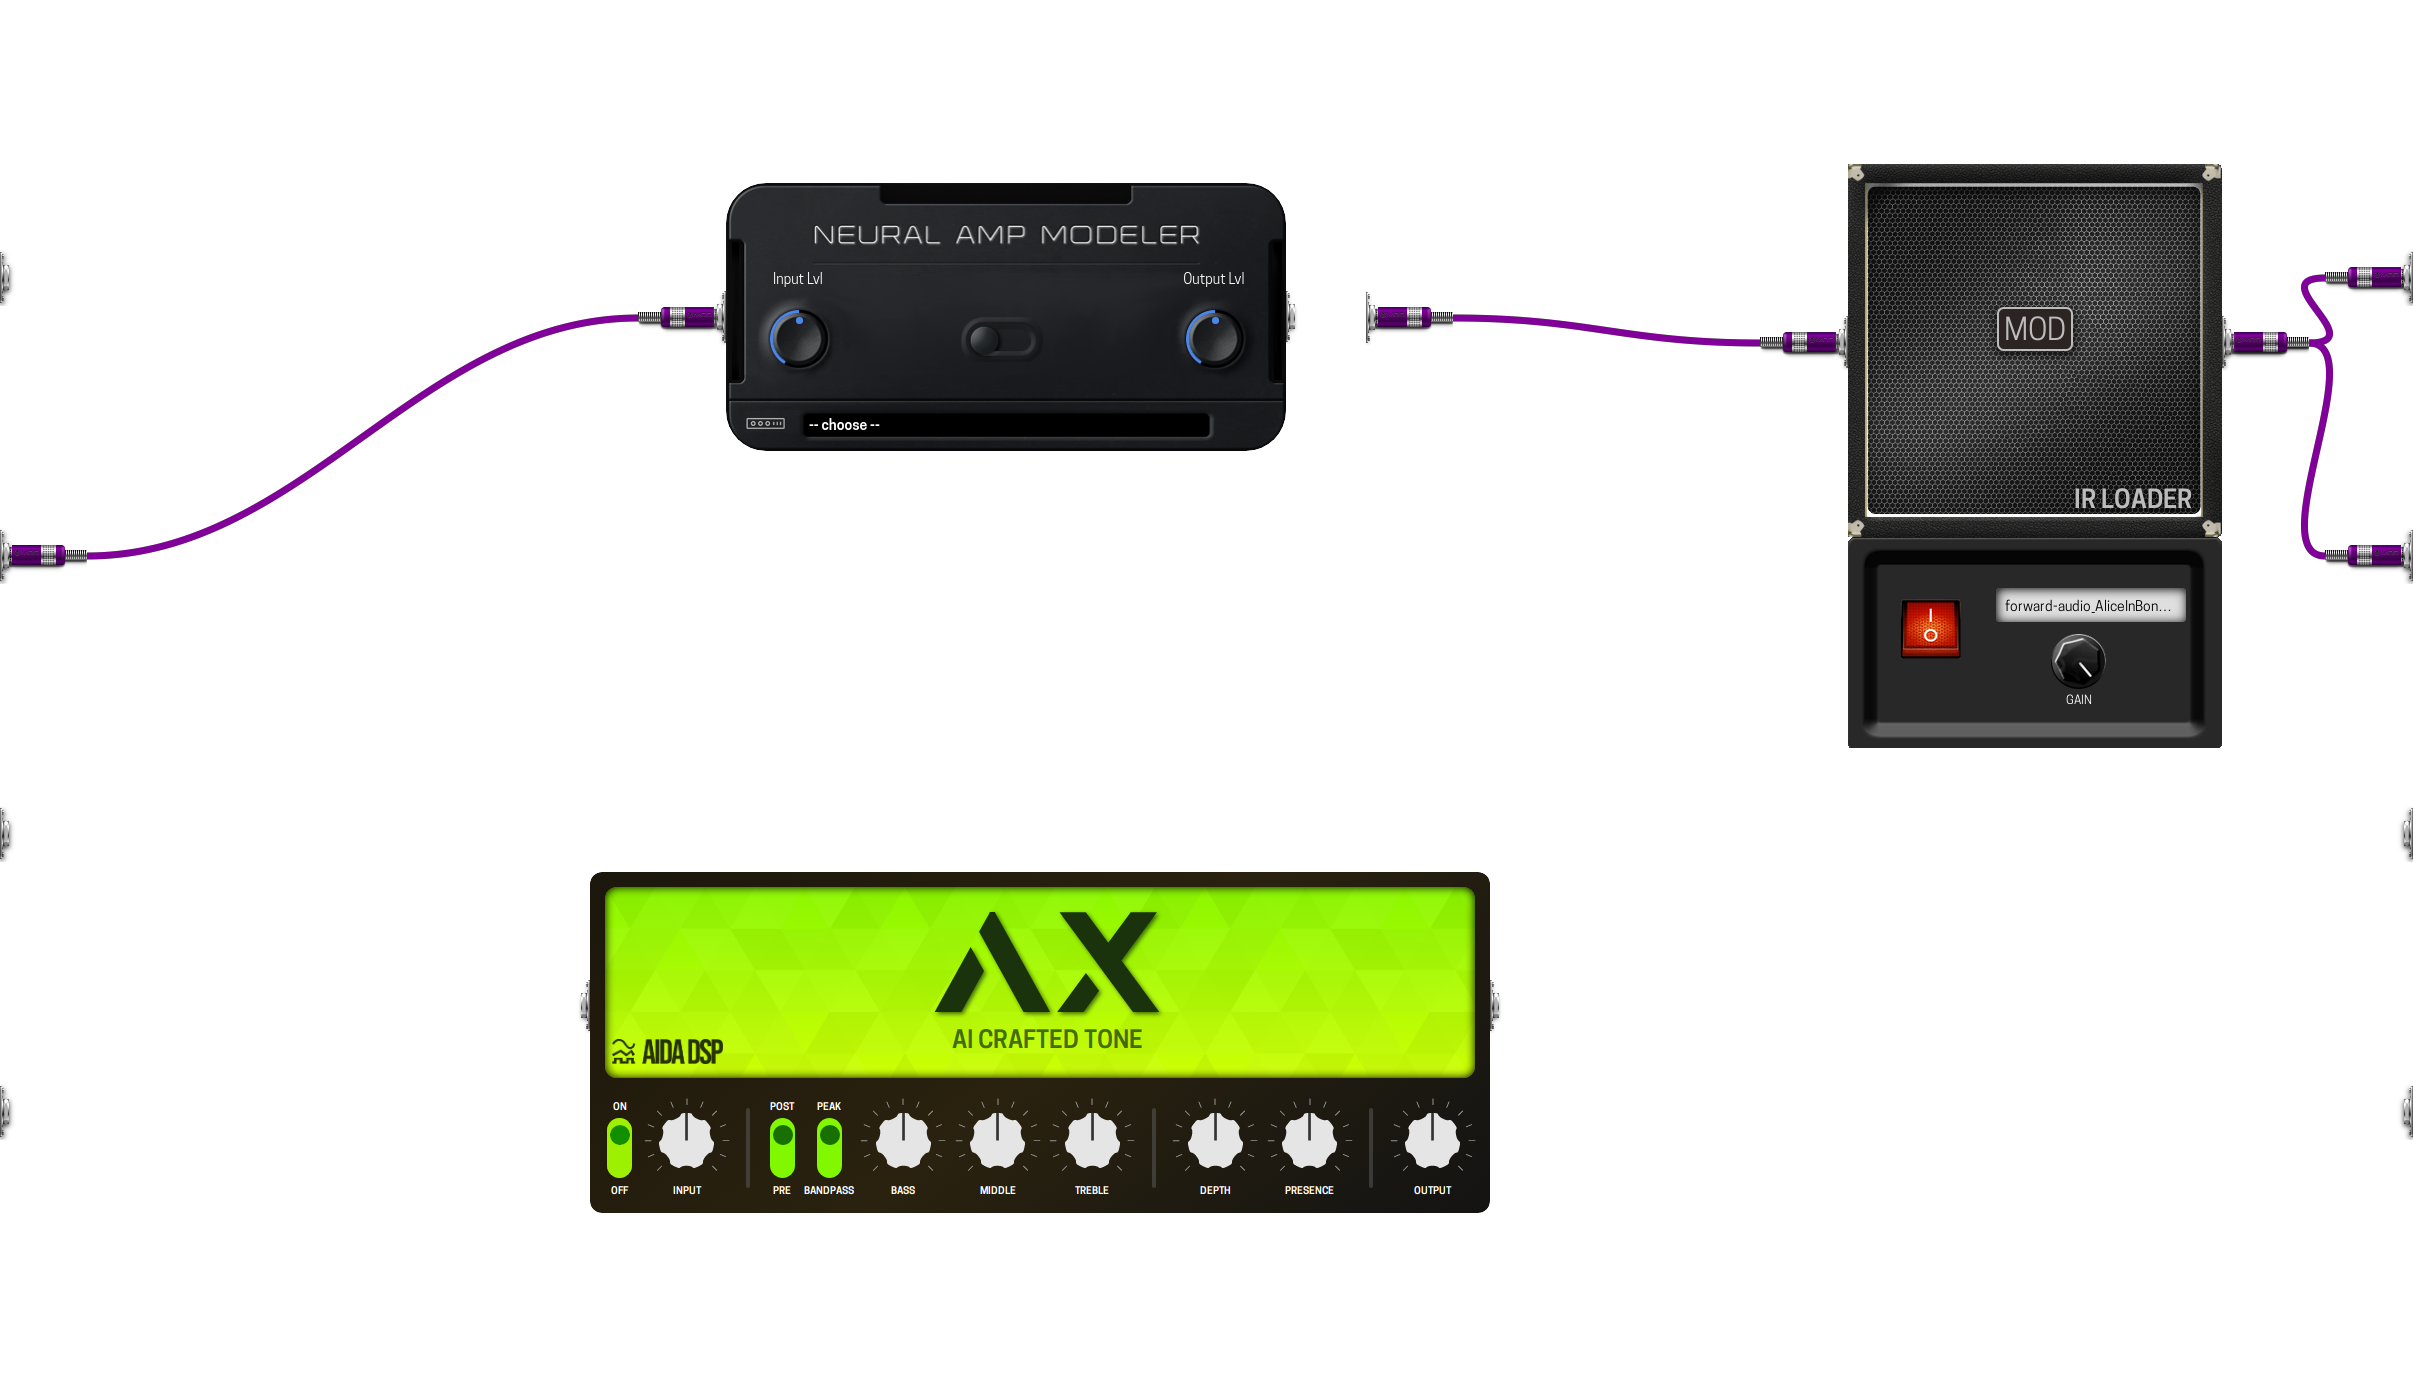 NEURAL AMP MODELER
Input Lvl
Output Lvl
-- choose --
MOD
IR LOADER
forward-audio_AliceInBon...
GAIN
AX
AI CRAFTED TONE
AIDA DSP
ON
POST
PEAK
OFF
INPUT
PRE
BANDPASS
BASS
MIDDLE
TREBLE
DEPTH
PRESENCE
OUTPUT